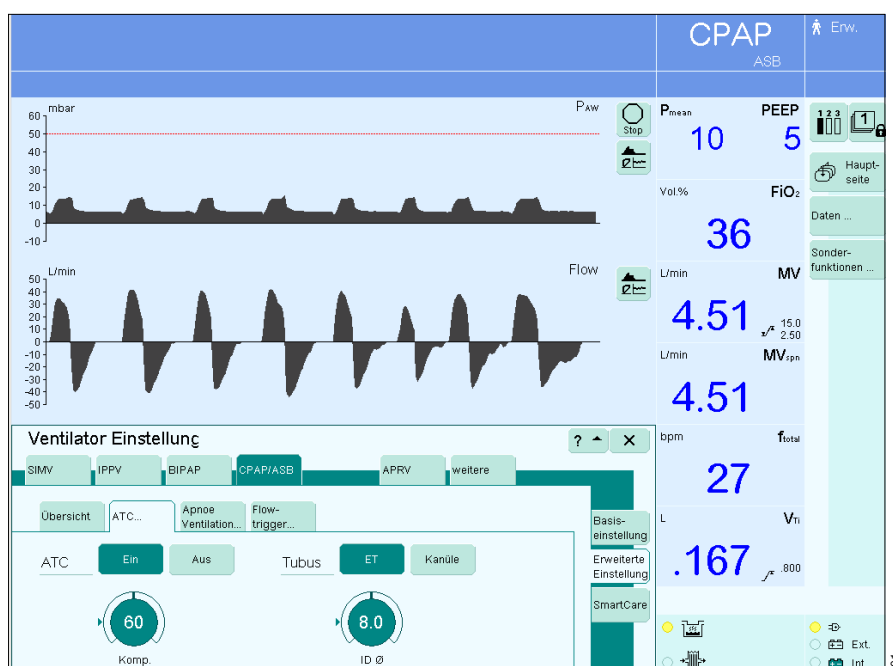 CPAP
ASB
Erw.
mbar
PAW
60
50
40
30
20
10
0
-10
Stop
Pmean
PEEP
10
5
1 2 3
1
Haupt-
seite
Vol.%
FiO2
36
Daten ...
Sonder-
funktionen ...
L/min
Flow
50
40
30
20
10
0
-10
-20
-30
-40
-50
L/min
MV
4.51
15.0
2.50
L/min
MVspn
4.51
Ventilator Einstellung
?
bpm
ftotal
27
SIMV
IPPV
BIPAP
CPAP/ASB
APRV
weitere
Übersicht
ATC...
Apnoe
Ventilation...
Flow-
trigger...
Basis-
einstellung
L
VTi
.167
.800
ATC
Ein
Aus
Tubus
ET
Kanüle
Erweiterte
Einstellung
SmartCare
60
8.0
Komp.
ID Ø
Ext.
Int.